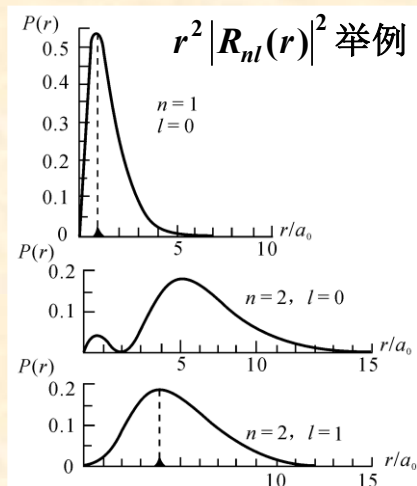 P(r)
r²|Rₙₗ(r)|² 举例
0.5
0.4
n=1
l=0
0.3
0.2
0.1
0
5
10
r/a₀
P(r)
0.2
0.1
n=2, l=0
r/a₀
5
10
15
P(r)
0.2
0.1
n=2, l=1
0
r/a₀
10
15